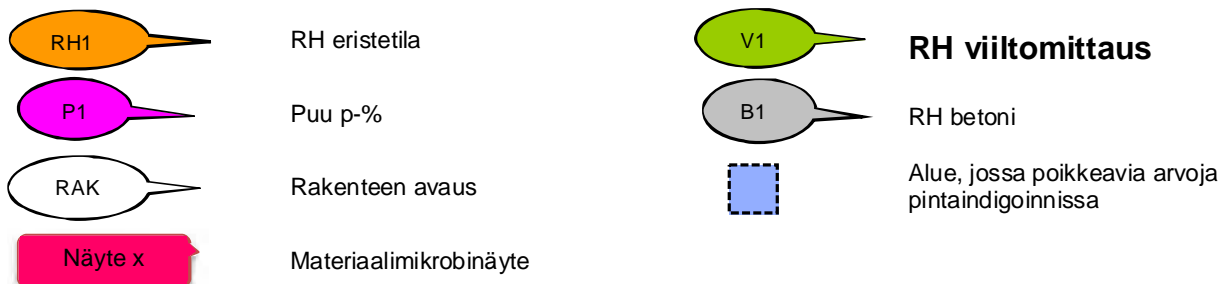 RH1 RH eristetila
P1 Puu p-%
RAK Rakenteen avaus
Näyte x Materiaalimikrobinäyte
V1 RH viiltomittaus
B1 RH betoni
Alue, jossa poikkeavia arvoja
pintaindigoinnissa